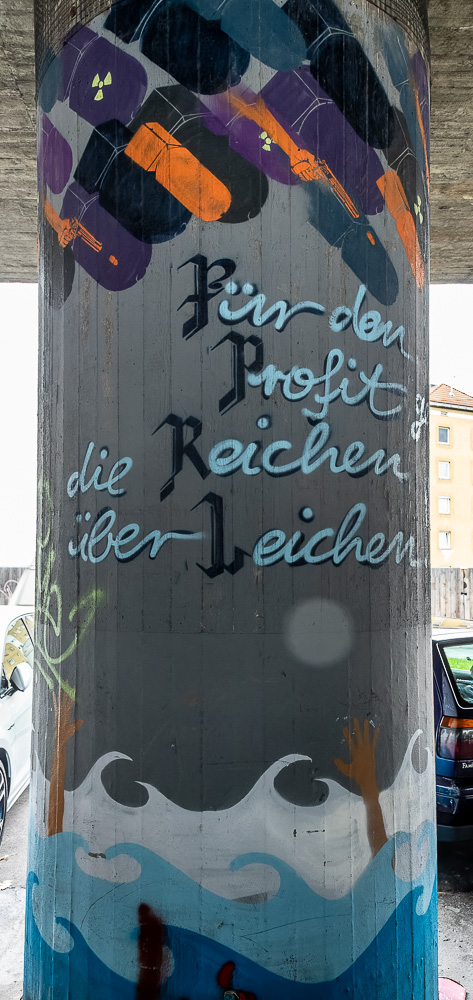 Für den
Profit
die Reichen
über Leichen